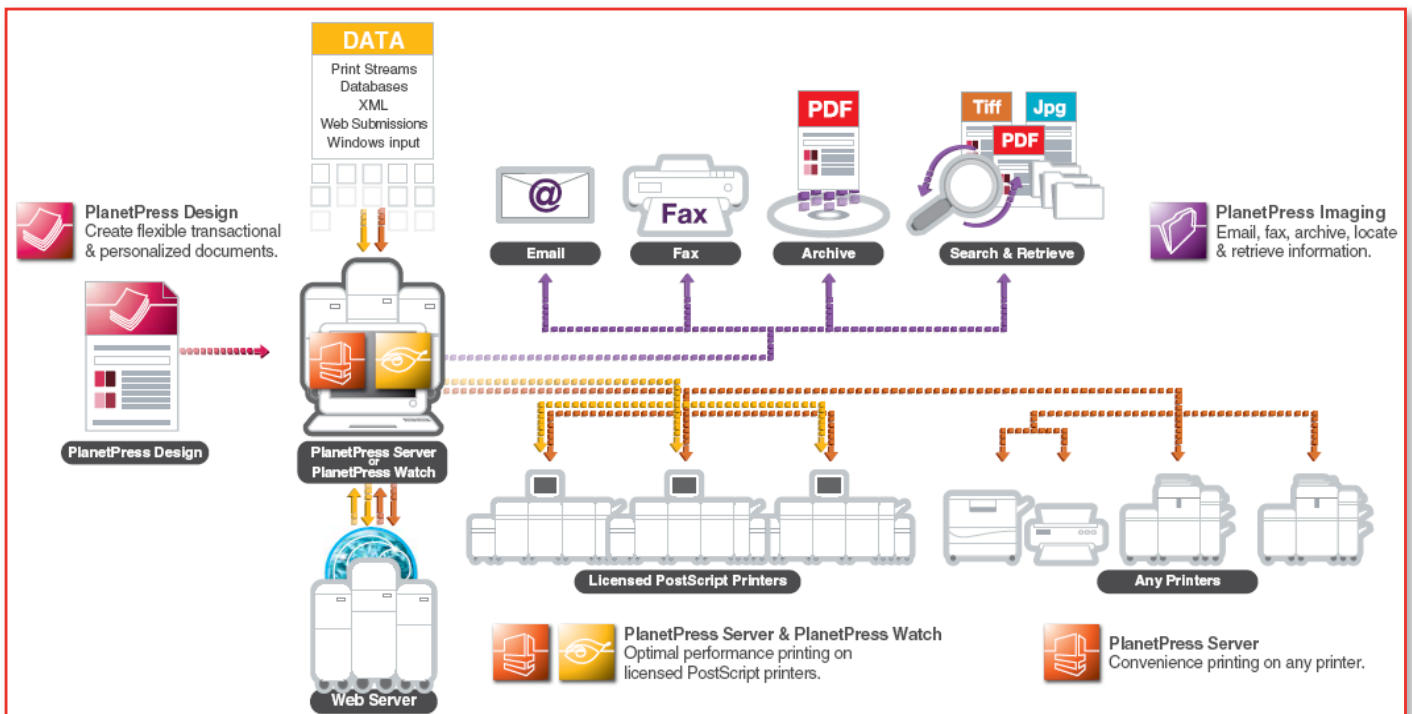 DATA
Print Streams
Databases
XML
Web Submissions
Windows input
PlanetPress Design
Create flexible transactional
& personalized documents.
PDF
Tiff
Jpg
PDF
@
Fax
Email
Fax
Archive
Search & Retrieve
PlanetPress Imaging
Email, fax, archive, locate
& retrieve information.
PlanetPress Design
PlanetPress Server
or
PlanetPress Watch
Licensed PostScript Printers
Any Printers
Web Server
PlanetPress Server & PlanetPress Watch
Optimal performance printing on
licensed PostScript printers.
PlanetPress Server
Convenience printing on any printer.